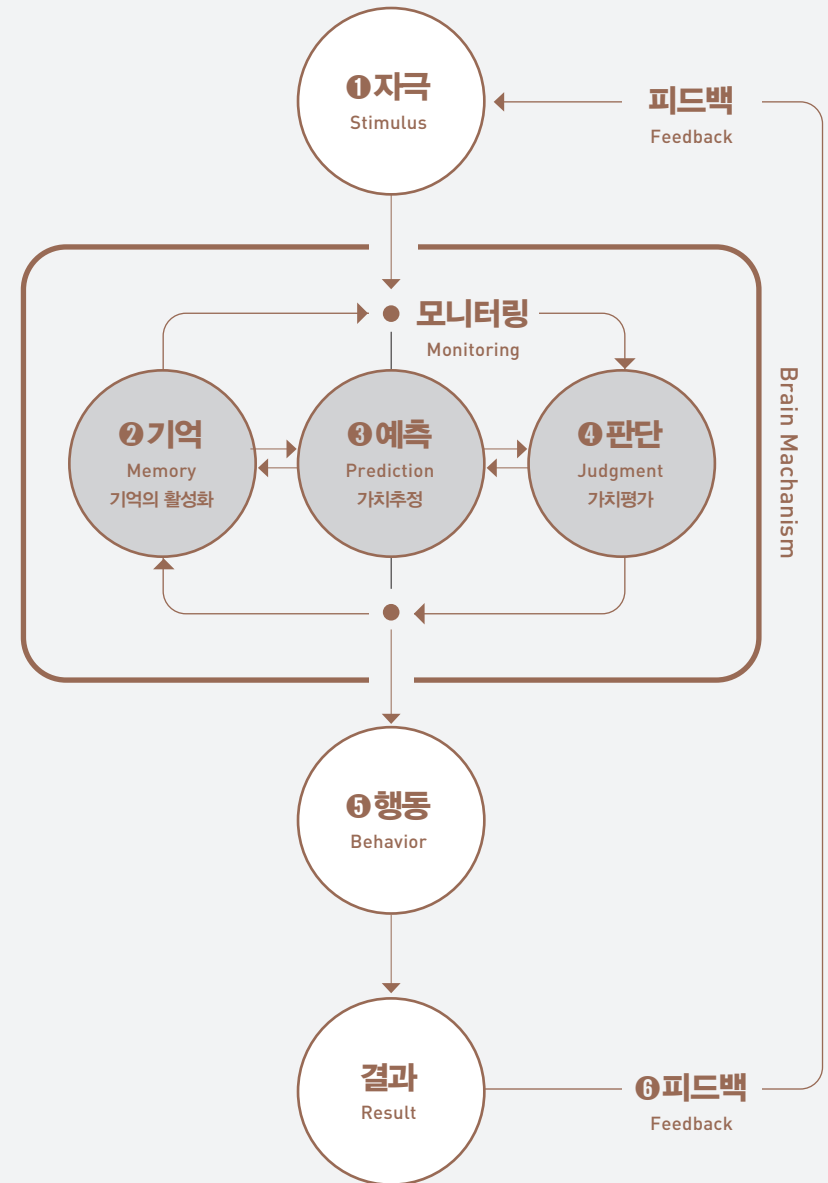 ❶자극
Stimulus
피드백
Feedback
모니터링
Monitoring
❷기억
Memory
기억의 활성화
❸예측
Prediction
가치추정
❹판단
Judgment
가치평가
Brain Machanism
❺행동
Behavior
결과
Result
❻피드백
Feedback